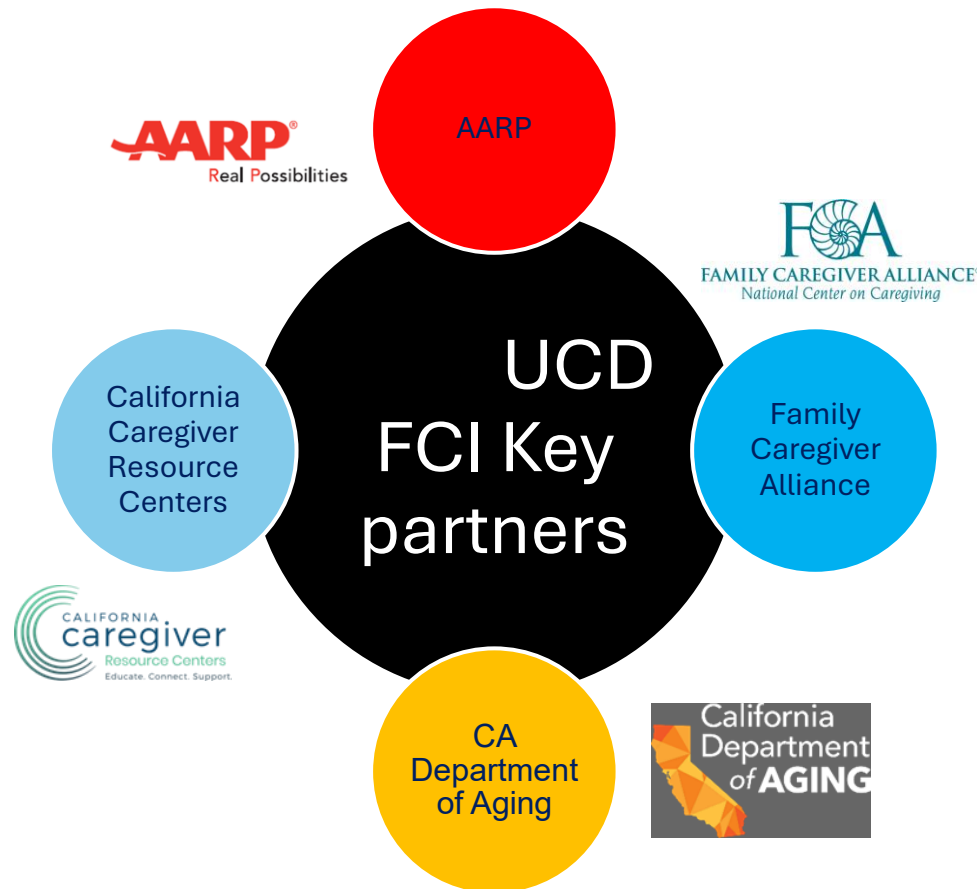 AARP
AARP®
Real Possibilities
FCA
FAMILY CAREGIVER ALLIANCE®
National Center on Caregiving
UCD
FCI Key
partners
California
Caregiver
Resource
Centers
Family
Caregiver
Alliance
CALIFORNIA
caregiver
Resource Centers
Educate. Connect. Support.
CA
Department
of Aging
California
Department
of AGING